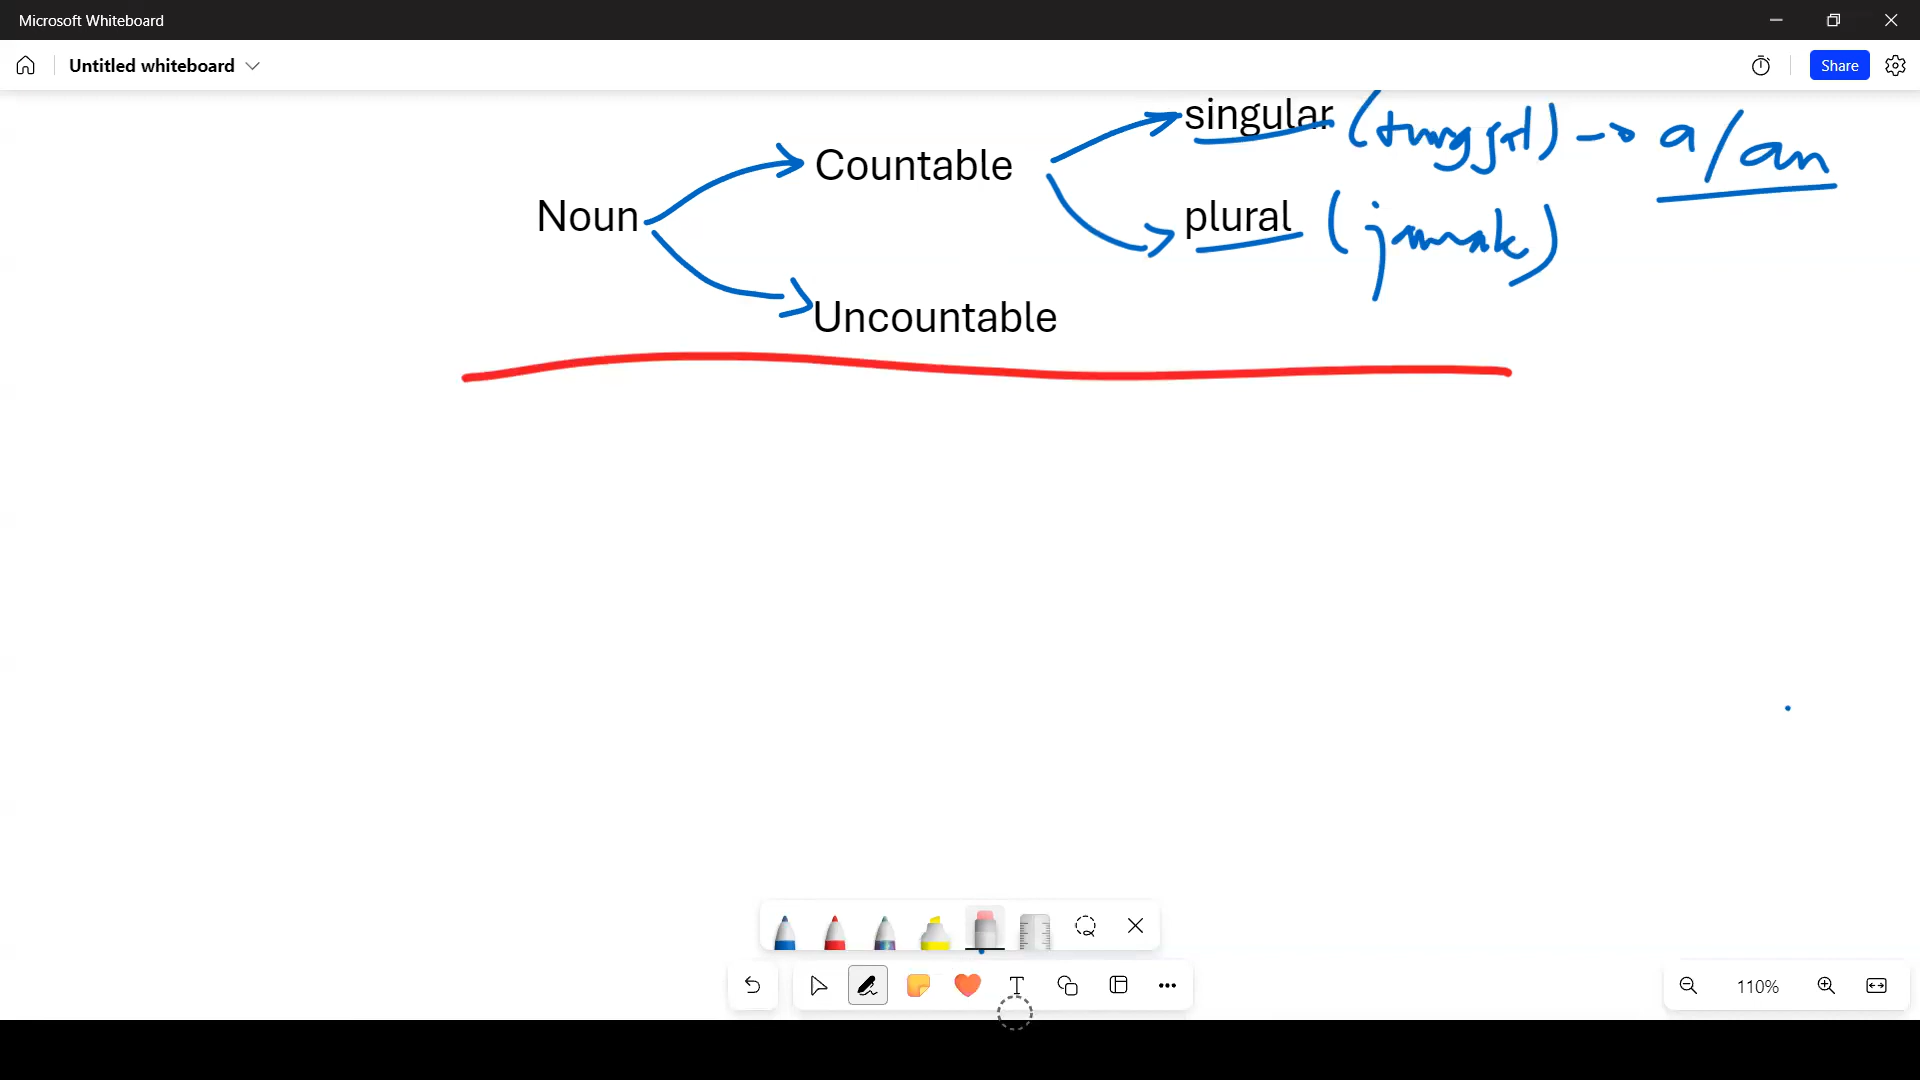 Microsoft Whiteboard
Untitled whiteboard
Share
singular (tunggal) → a/an
Countable
Noun
plural (jamak)
Uncountable
T
110%